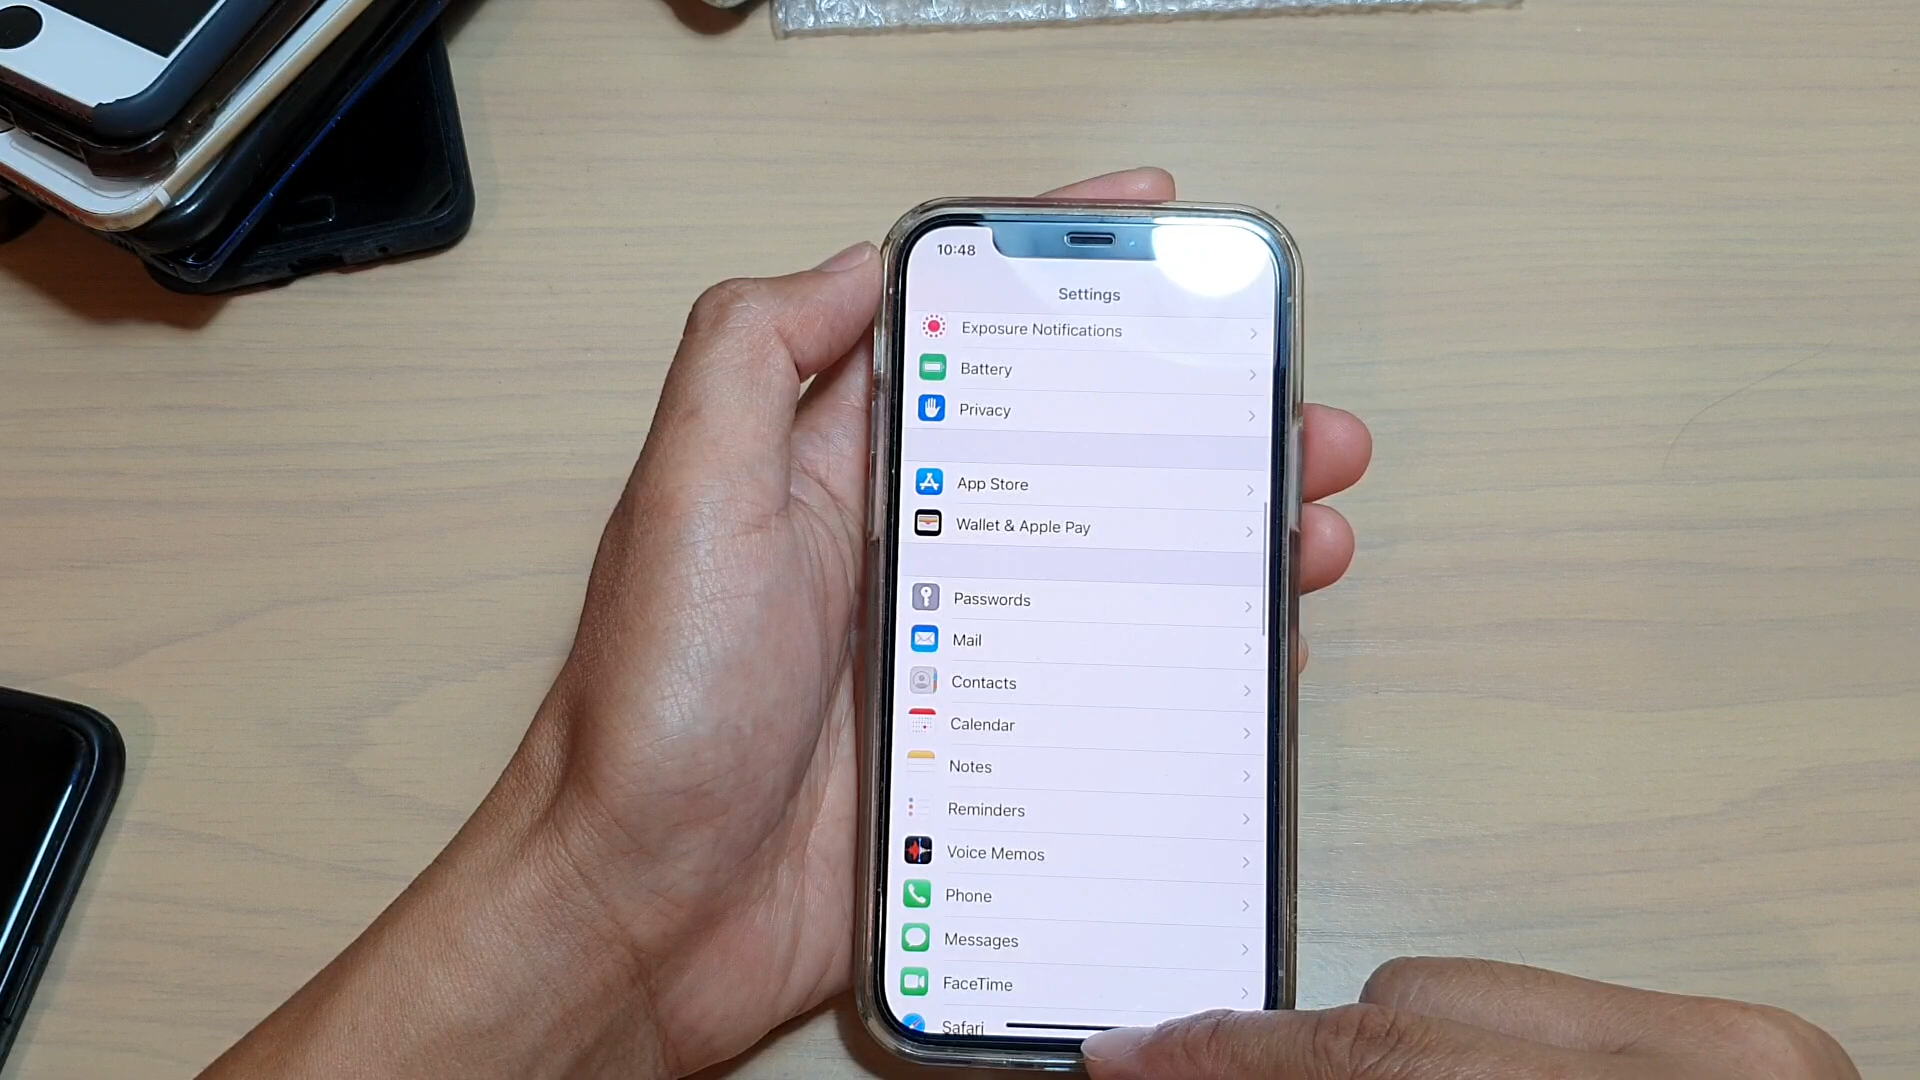 10:48
Settings
Exposure Notifications
Battery
Privacy
App Store
Wallet & Apple Pay
Passwords
Mail
Contacts
Calendar
Notes
Reminders
Voice Memos
Phone
Messages
FaceTime
Safari